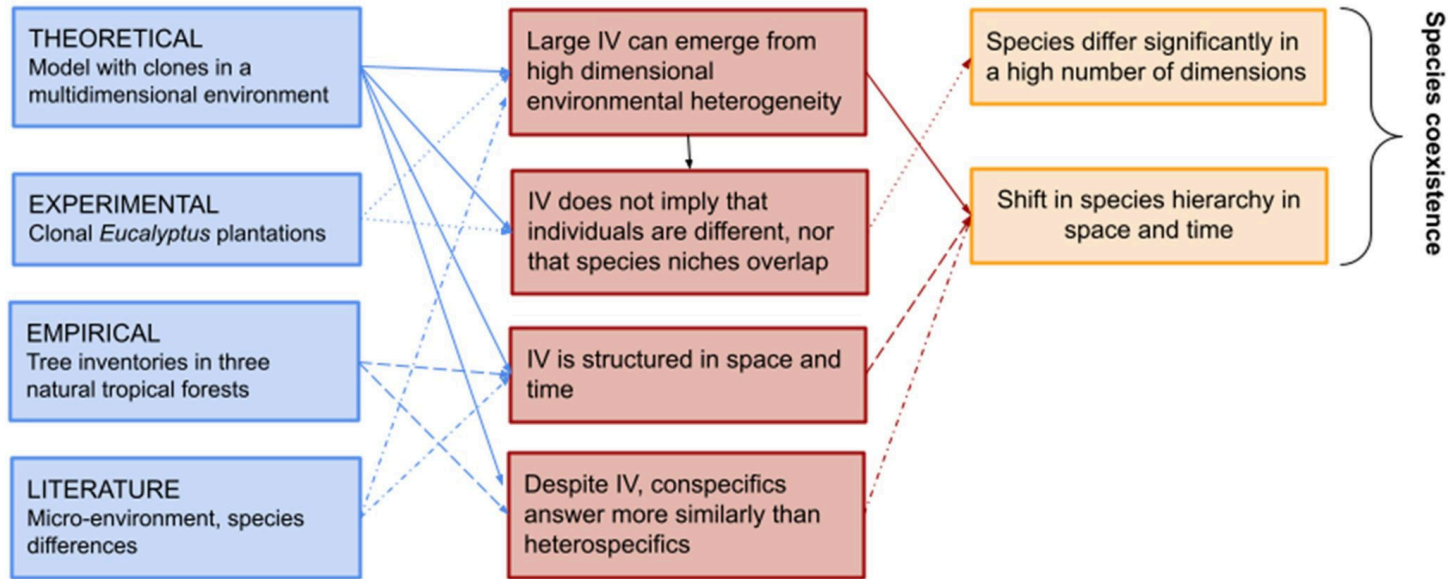 THEORETICAL
Model with clones in a
multidimensional environment
EXPERIMENTAL
Clonal Eucalyptus plantations
EMPIRICAL
Tree inventories in three
natural tropical forests
LITERATURE
Micro-environment, species
differences
Large IV can emerge from
high dimensional
environmental heterogeneity
IV does not imply that
individuals are different, nor
that species niches overlap
IV is structured in space and
time
Despite IV, conspecifics
answer more similarly than
heterospecifics
Species differ significantly in
a high number of dimensions
Shift in species hierarchy in
space and time
Species coexistence